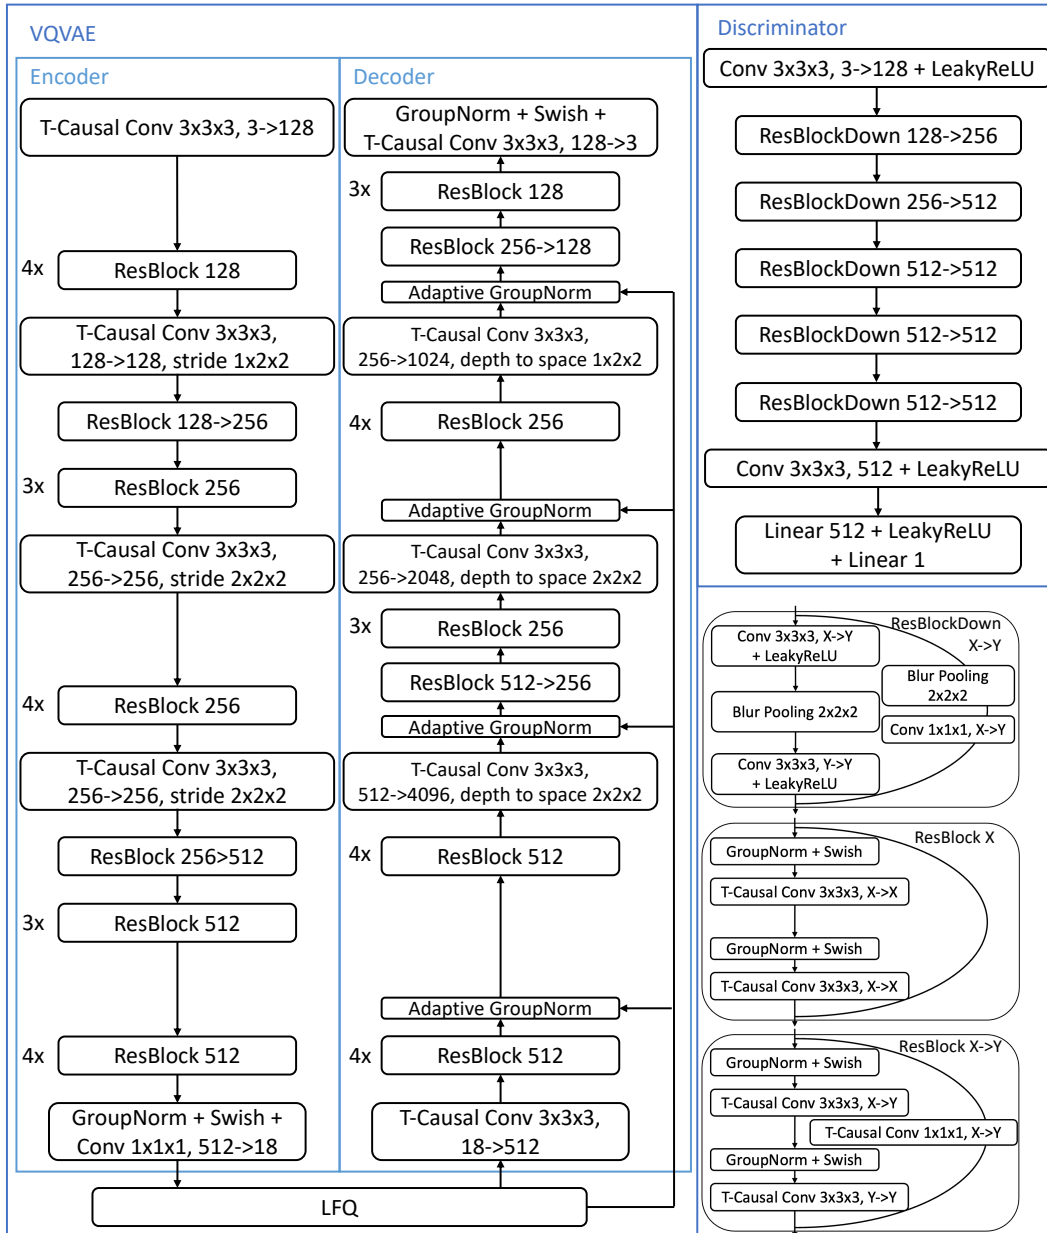 VQVAE
Encoder
T-Causal Conv 3x3x3, 3->128
4x
ResBlock 128
T-Causal Conv 3x3x3,
128->128, stride 1x2x2
ResBlock 128->256
3x
ResBlock 256
T-Causal Conv 3x3x3,
256->256, stride 2x2x2
4x
ResBlock 256
T-Causal Conv 3x3x3,
256->256, stride 2x2x2
ResBlock 256>512
3x
ResBlock 512
4x
ResBlock 512
GroupNorm + Swish +
Conv 1x1x1, 512->18
Decoder
GroupNorm + Swish +
T-Causal Conv 3x3x3, 128->3
3x
ResBlock 128
ResBlock 256->128
Adaptive GroupNorm
T-Causal Conv 3x3x3,
256->1024, depth to space 1x2x2
4x
ResBlock 256
Adaptive GroupNorm
T-Causal Conv 3x3x3,
256->2048, depth to space 2x2x2
3x
ResBlock 256
ResBlock 512->256
Adaptive GroupNorm
T-Causal Conv 3x3x3,
512->4096, depth to space 2x2x2
4x
ResBlock 512
Adaptive GroupNorm
4x
ResBlock 512
T-Causal Conv 3x3x3,
18->512
LFQ
Discriminator
Conv 3x3x3, 3->128 + LeakyReLU
ResBlockDown 128->256
ResBlockDown 256->512
ResBlockDown 512->512
ResBlockDown 512->512
ResBlockDown 512->512
Conv 3x3x3, 512 + LeakyReLU
Linear 512 + LeakyReLU
+ Linear 1
ResBlockDown
X->Y
Conv 3x3x3, X->Y
+ LeakyReLU
Blur Pooling 2x2x2
Conv 3x3x3, Y->Y
+ LeakyReLU
Blur Pooling
2x2x2
Conv 1x1x1, X->Y
ResBlock X
GroupNorm + Swish
T-Causal Conv 3x3x3, X->X
GroupNorm + Swish
T-Causal Conv 3x3x3, X->X
ResBlock X->Y
GroupNorm + Swish
T-Causal Conv 3x3x3, X->Y
T-Causal Conv 1x1x1, X->Y
GroupNorm + Swish
T-Causal Conv 3x3x3, Y->Y